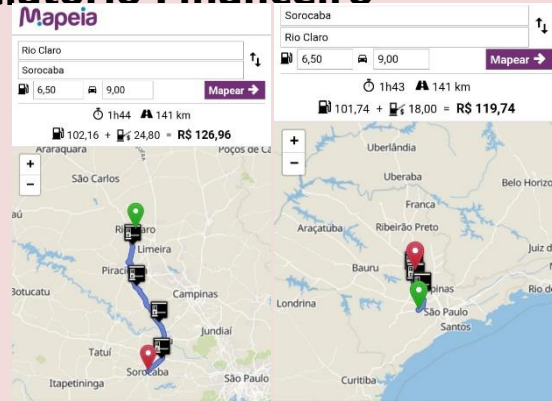 Mapeia
Rio Claro
Sorocaba
6,50
9,00
Mapear
1h44
141 km
102,16 + 24,80 = R$ 126,96
+
−
Araraquara
Poços de Ca
São Carlos
aú
Limeira
Piraci
Botucatu
Campinas
Jundiaí
Tatuí
Sorocaba
Itapetininga
São Paulo
Sorocaba
Rio Claro
6,50
9,00
Mapear
1h43
141 km
101,74 + 18,00 = R$ 119,74
+
−
Uberlândia
Uberaba
Belo Horizo
Franca
Araçatuba
Ribeirão Preto
Juiz d
Bauru
pinas
Londrina
Rio d
São Paulo
Santos
Curitiba